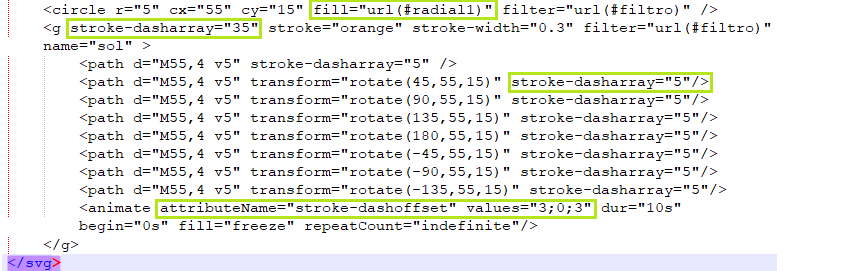 <circle r="5" cx="55" cy="15" fill="url(#radial1)" filter="url(#filtro)" />
<g stroke-dasharray="35" stroke="orange" stroke-width="0.3" filter="url(#filtro)"
name="sol" >
<path d="M55,4 v5" stroke-dasharray="5" />
<path d="M55,4 v5" transform="rotate(45,55,15)" stroke-dasharray="5"/>
<path d="M55,4 v5" transform="rotate(90,55,15)" stroke-dasharray="5"/>
<path d="M55,4 v5" transform="rotate(135,55,15)" stroke-dasharray="5"/>
<path d="M55,4 v5" transform="rotate(180,55,15)" stroke-dasharray="5"/>
<path d="M55,4 v5" transform="rotate(-45,55,15)" stroke-dasharray="5"/>
<path d="M55,4 v5" transform="rotate(-90,55,15)" stroke-dasharray="5"/>
<path d="M55,4 v5" transform="rotate(-135,55,15)" stroke-dasharray="5"/>
<animate attributeName="stroke-dashoffset" values="3;0;3" dur="10s"
begin="0s" fill="freeze" repeatCount="indefinite"/>
</g>
</svg>